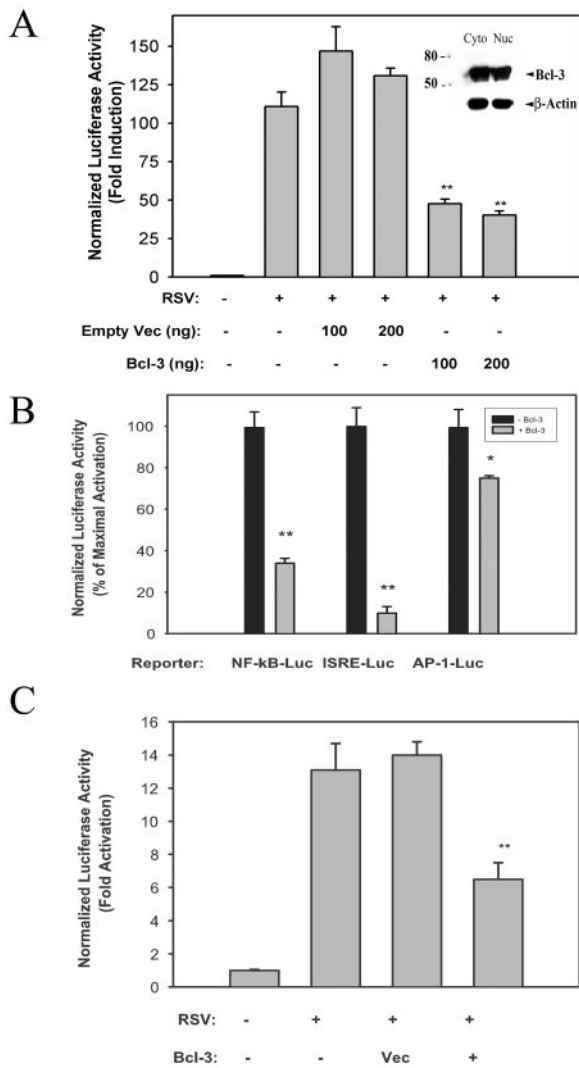 A
Normalized Luciferase Activity
(Fold Induction)
150
125
100
75
50
25
0
Cyto Nuc
80 -
50 -
◄Bcl-3
◄β-Actin
**
**
RSV: - + + + + +
Empty Vec (ng): - - 100 200 - -
Bcl-3 (ng): - - - - 100 200
B
Normalized Luciferase Activity
(% of Maximal Activation)
100
80
60
40
20
0
- Bcl-3
+ Bcl-3
**
**
*
Reporter: NF-kB-Luc ISRE-Luc AP-1-Luc
C
Normalized Luciferase Activity
(Fold Activation)
16
14
12
10
8
6
4
2
0
**
RSV: - + + +
Bcl-3: - - Vec +